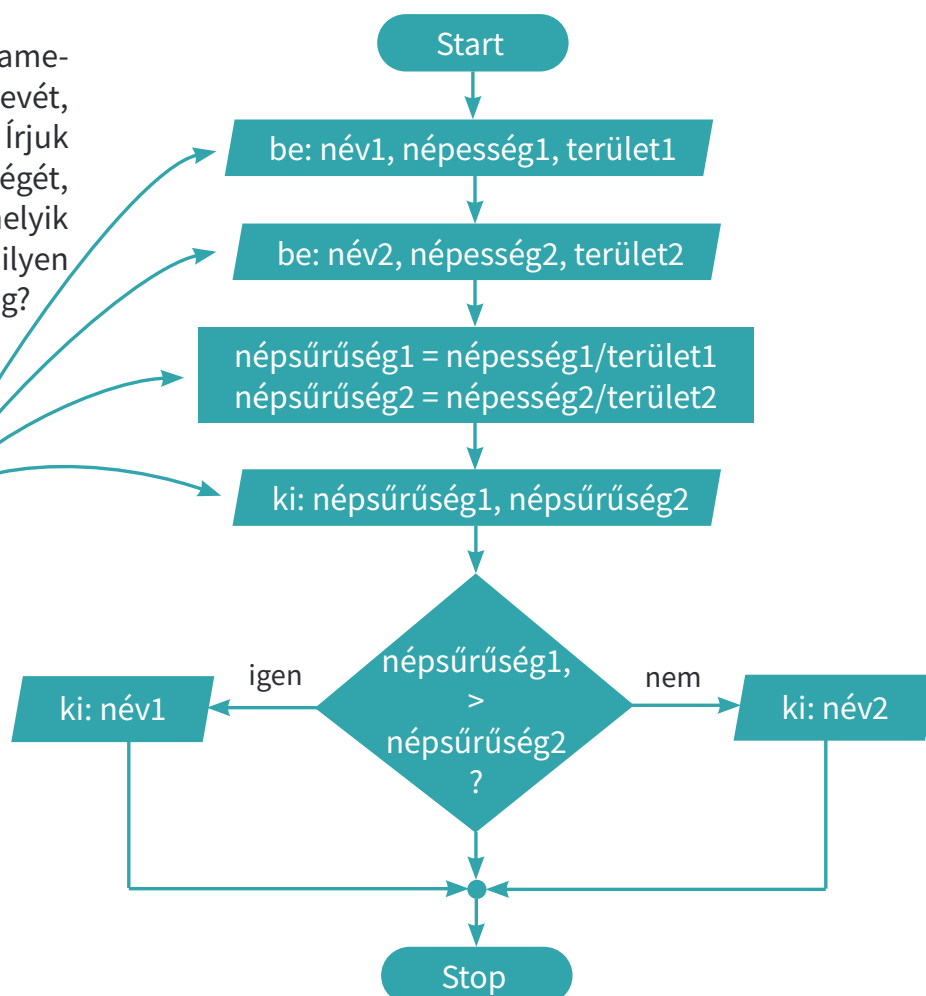 ame-
evét,
Írjuk
égét,
elyik
ilyen
g?
Start
be: név1, népesség1, terület1
be: név2, népesség2, terület2
népsűrűség1 = népesség1/terület1
népsűrűség2 = népesség2/terület2
ki: népsűrűség1, népsűrűség2
népsűrűség1,
>
népsűrűség2
?
igen
nem
ki: név1
ki: név2
Stop